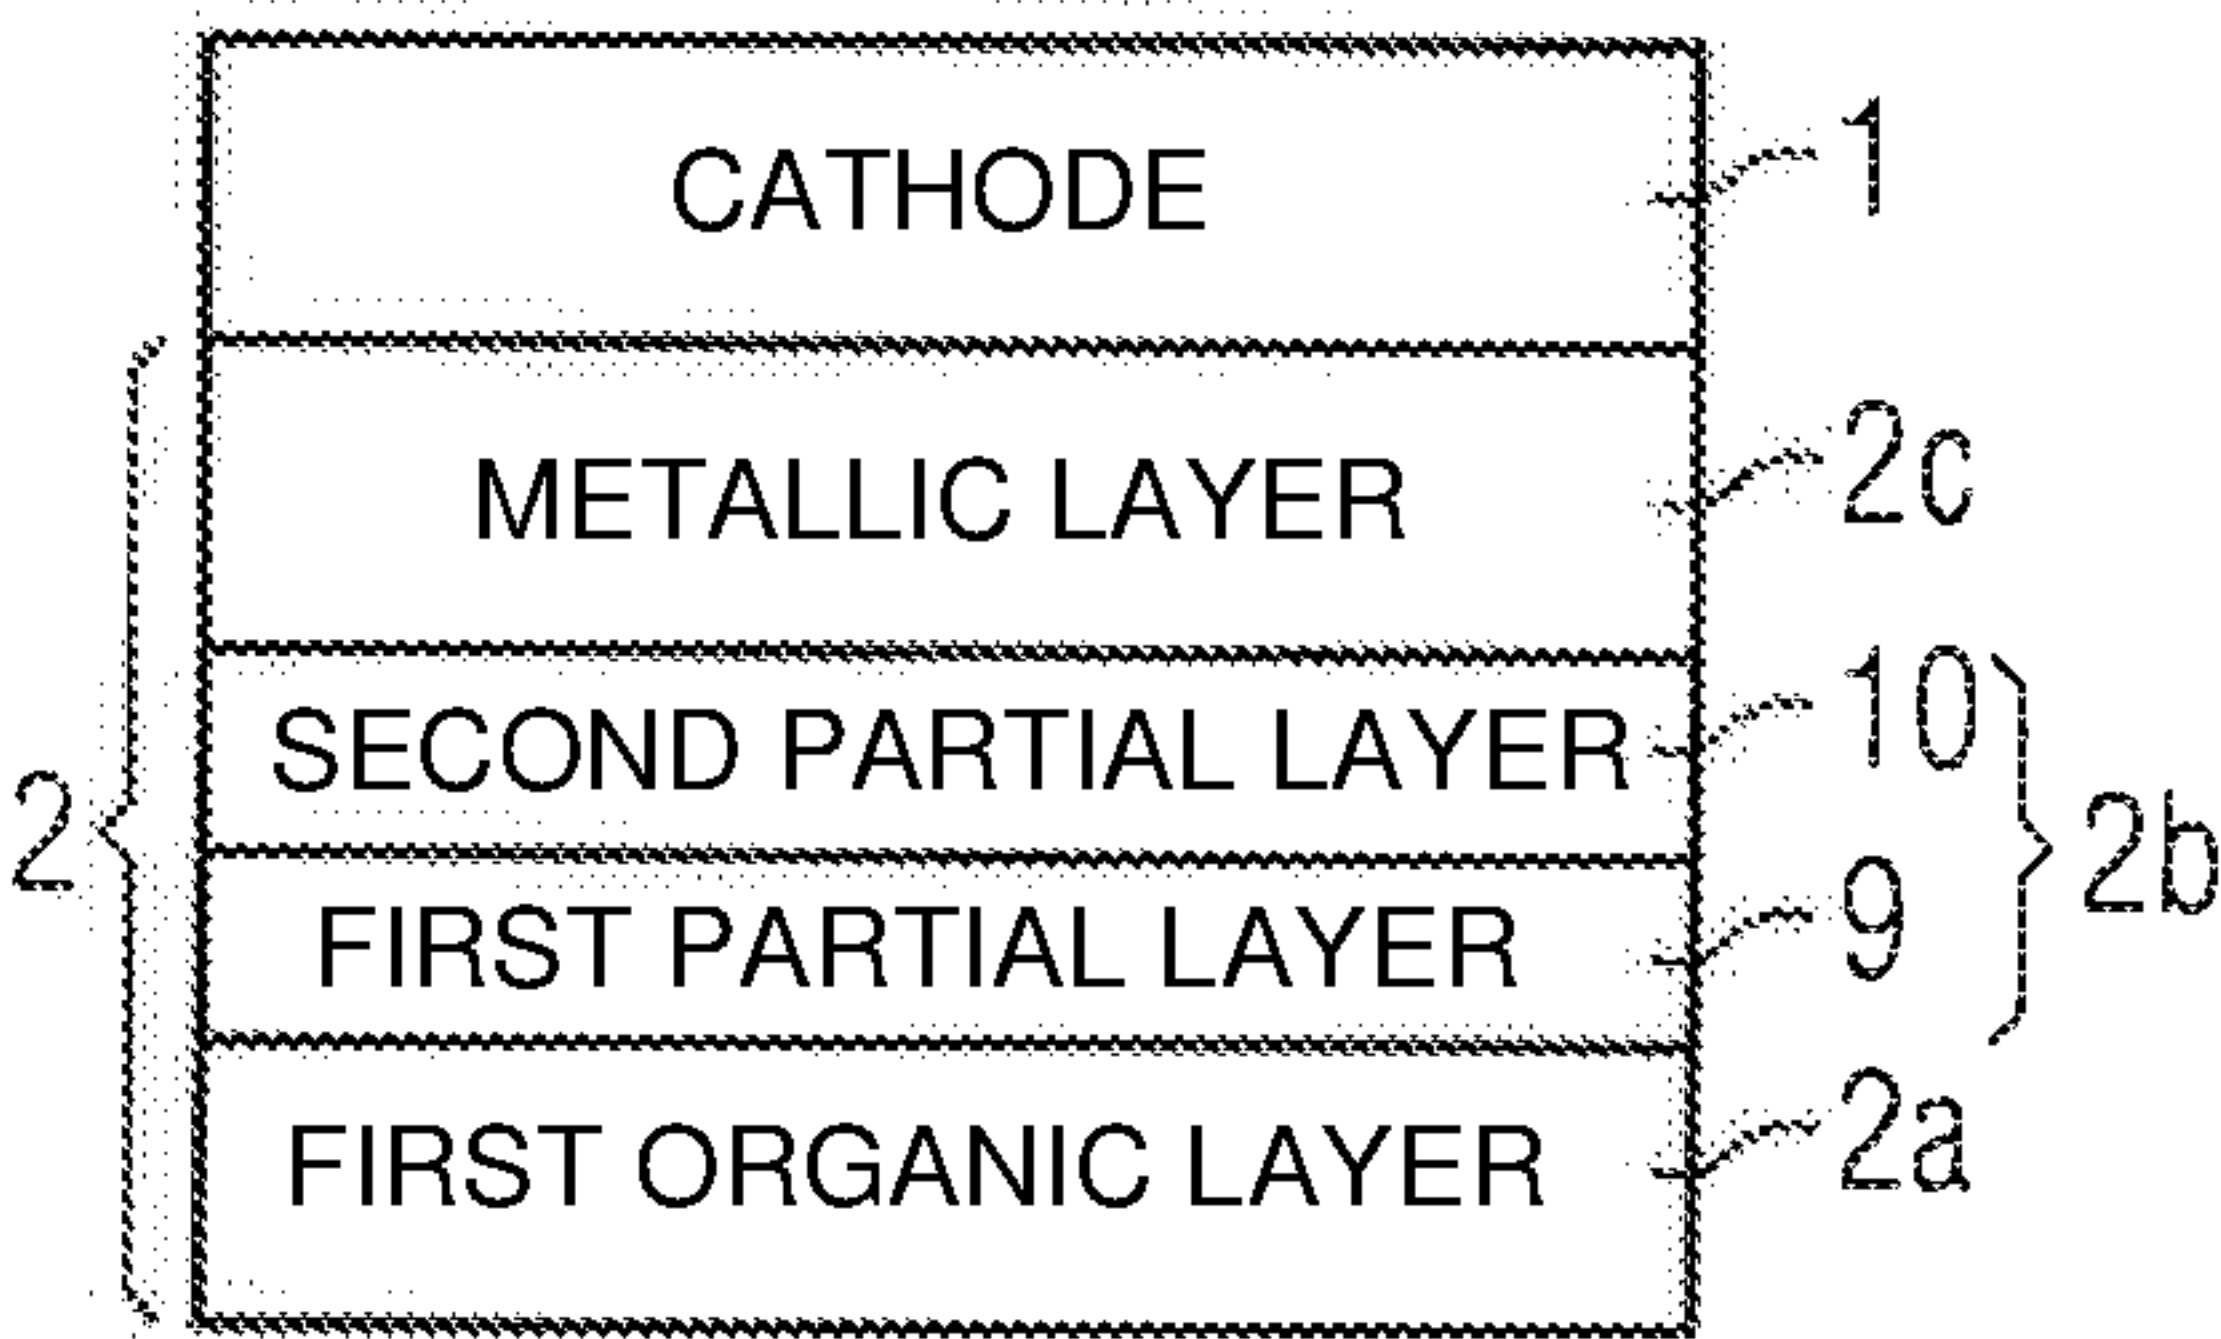 CATHODE 1
METALLIC LAYER 2c
SECOND PARTIAL LAYER 10
2 2b
FIRST PARTIAL LAYER 9
FIRST ORGANIC LAYER 2a